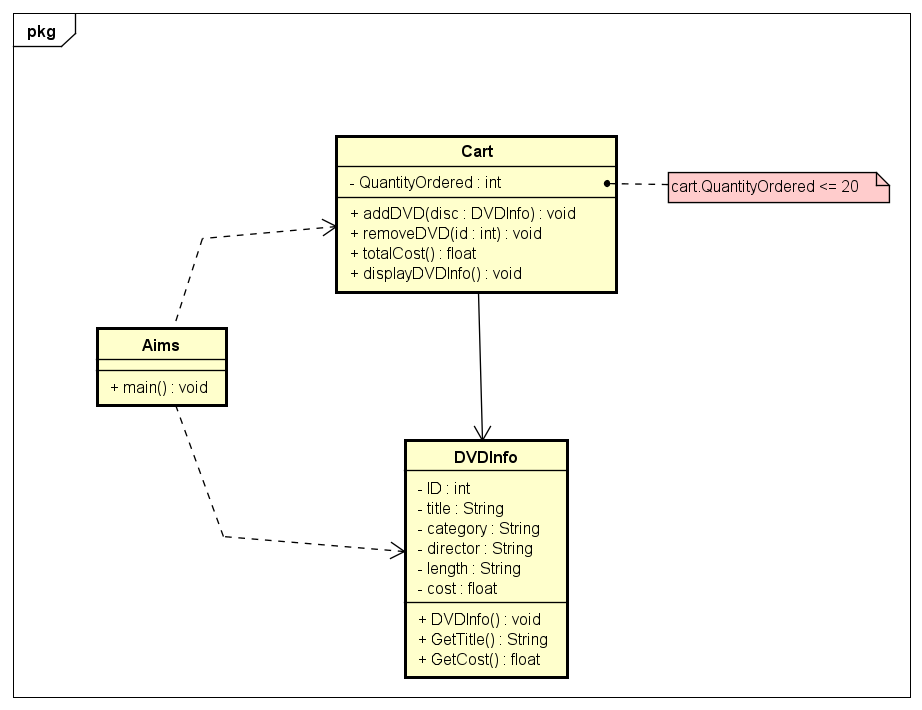 pkg
Cart
- QuantityOrdered : int
cart.QuantityOrdered <= 20
+ addDVD(disc : DVDInfo) : void
+ removeDVD(id : int) : void
+ totalCost() : float
+ displayDVDInfo() : void
Aims
+ main() : void
DVDInfo
- ID : int
- title : String
- category : String
- director : String
- length : String
- cost : float
+ DVDInfo() : void
+ GetTitle() : String
+ GetCost() : float